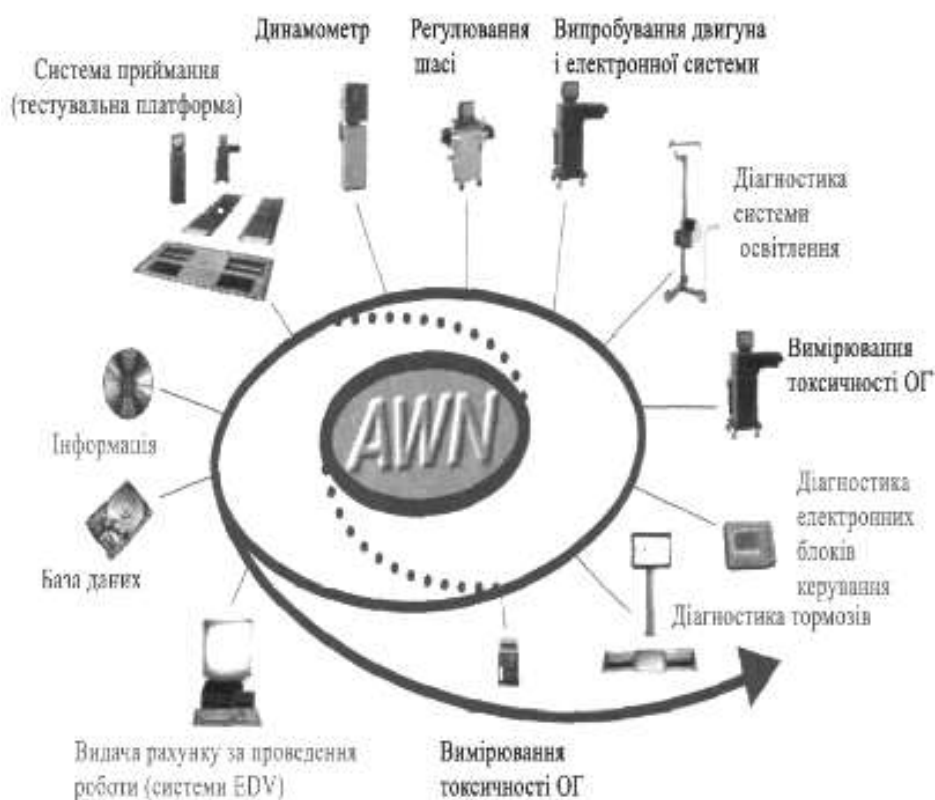 Динамометр
Регулювання
шасі
Випробування двигуна
і електронної системи
Система приймання
(тестувальна платформа)
Діагностика
системи
освітлення
Вимірювання
токсичності ОГ
AWN
Інформація
База даних
Діагностика
електронних
блоків
керування
Діагностика тормозів
Видача рахунку за проведення
роботи (системи EDV)
Вимірювання
токсичності ОГ